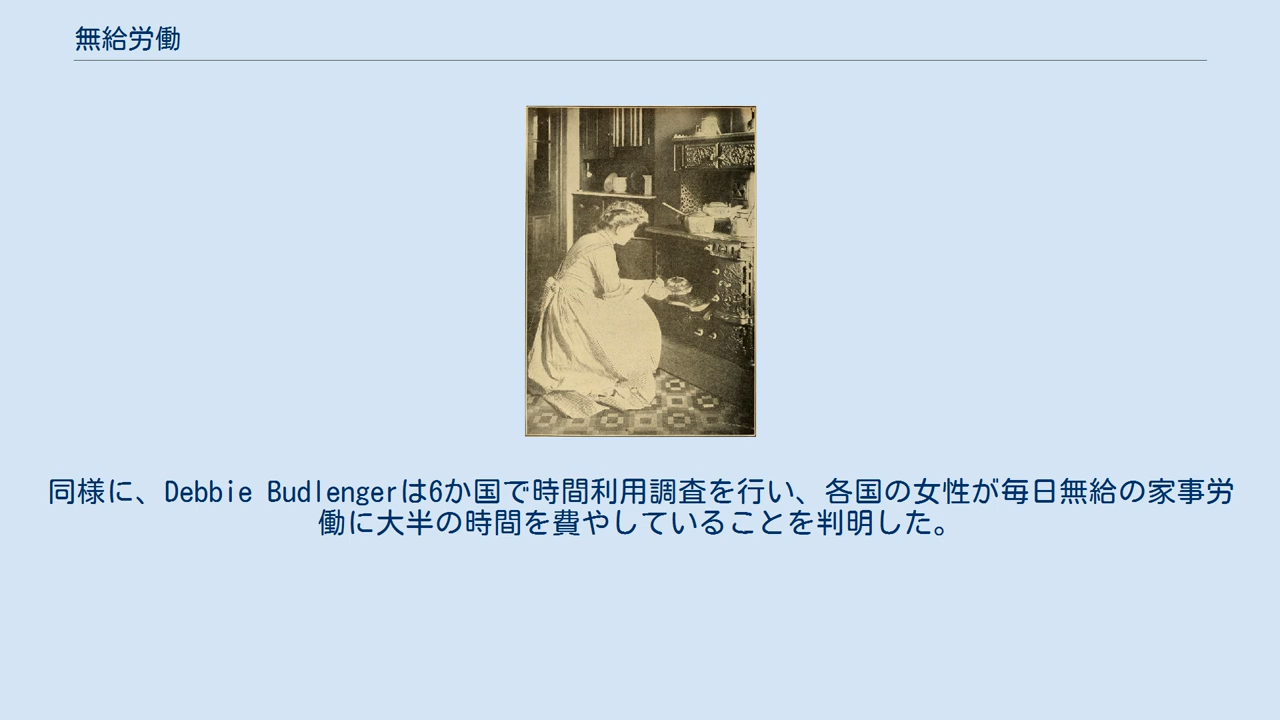 無給労働
同様に、Debbie Budlengerは6か国で時間利用調査を行い、各国の女性が毎日無給の家事労
働に大半の時間を費やしていることを判明した。